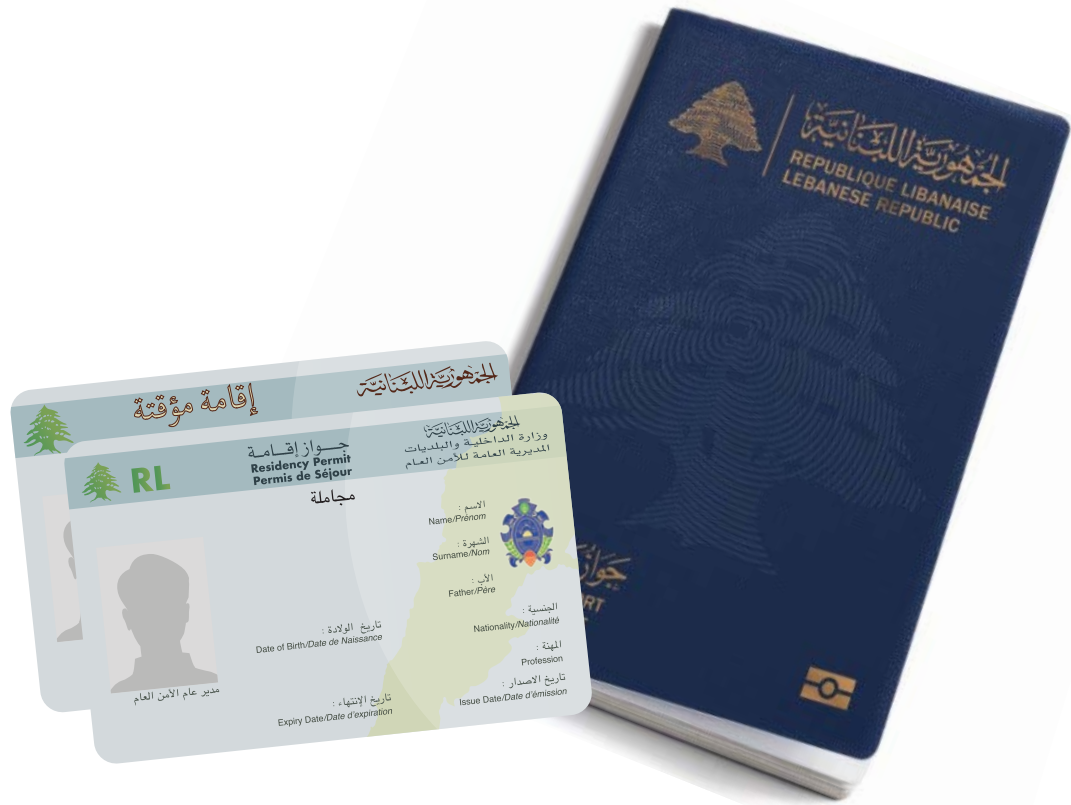 الجمهورية اللبنانية
REPUBLIQUE LIBANAISE
LEBANESE REPUBLIC
جواز
RT
الجمهورية اللبنانية
إقامة مؤقتة
الجمهورية اللبنانية
وزارة الداخلية والبلديات
المديرية العامة للأمن العام
جـواز إقـامـة
Residency Permit
Permis de Séjour
RL
مجاملة
الاسم :
Name/Prénom
الشهرة :
Surname/Nom
الأب :
Father/Père
الجنسية :
Nationality/Nationalité
تاريخ الولادة :
Date of Birth/Date de Naissance
المهنة :
Profession
تاريخ الاصدار :
Issue Date/Date d'émission
تاريخ الإنتهاء :
Expiry Date/Date d'expiration
مدير عام الأمن العام